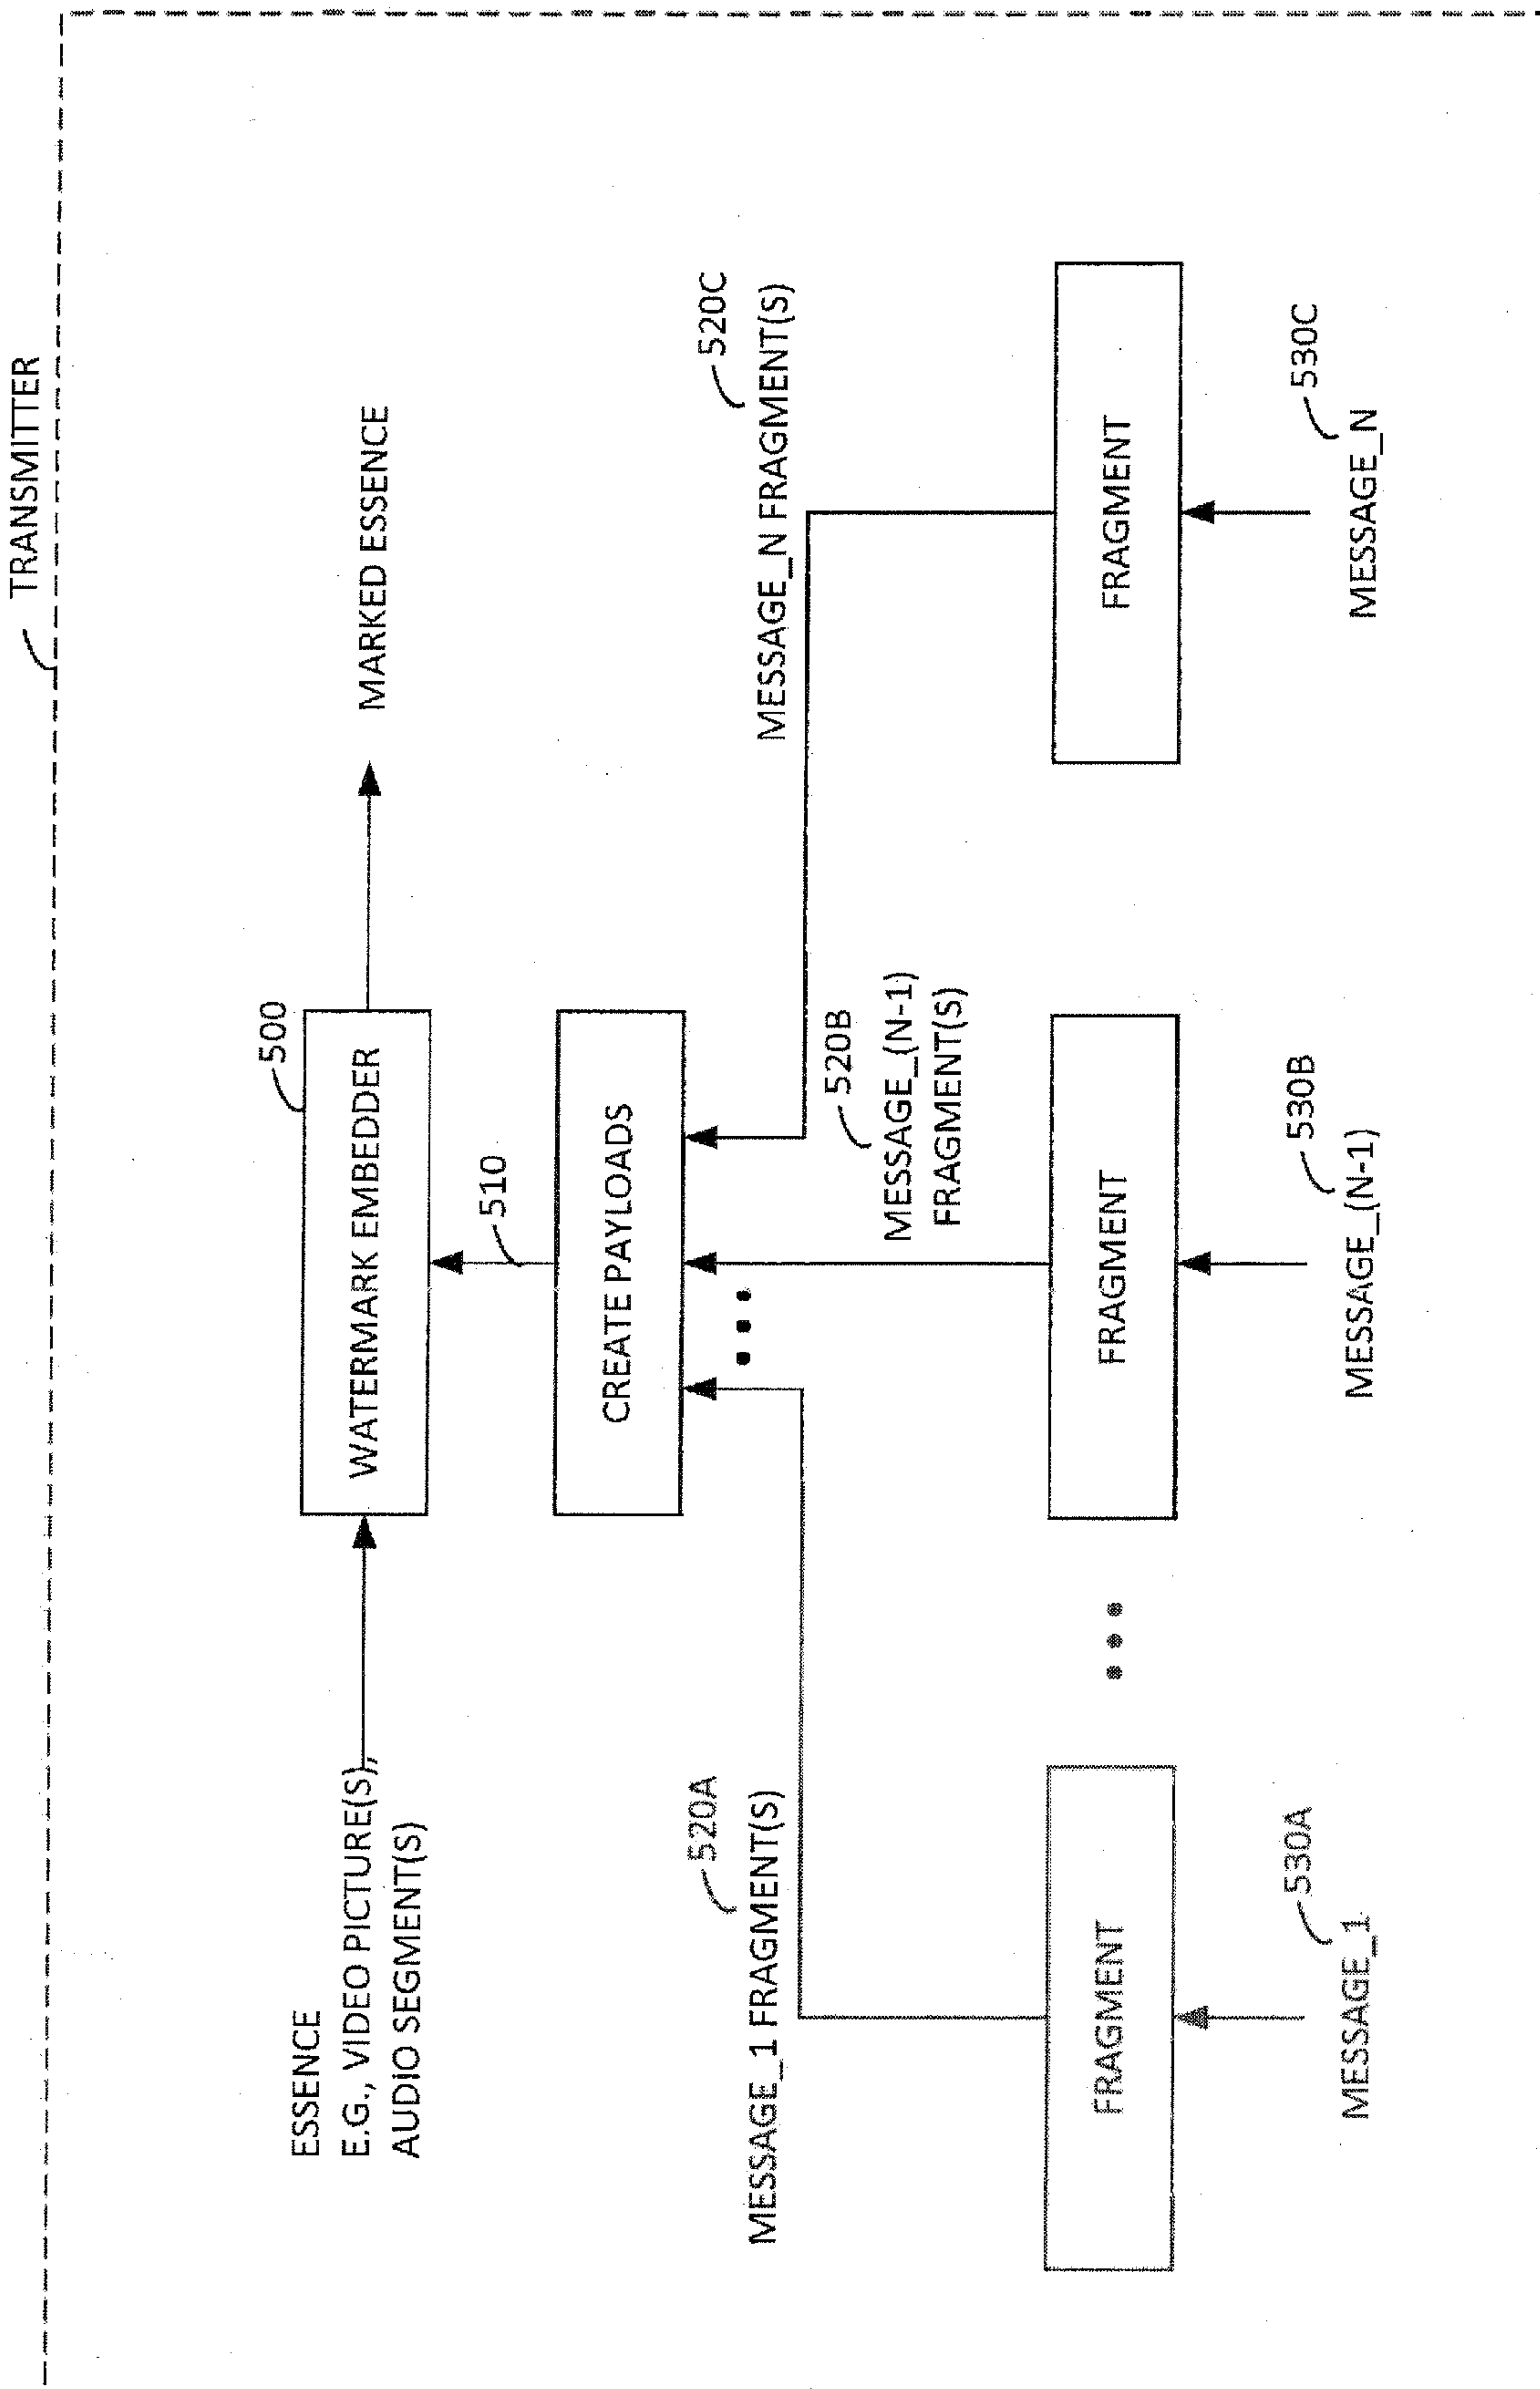 TRANSMITTER
500
ESSENCE
E.G., VIDEO PICTURE(S),
AUDIO SEGMENT(S)
WATERMARK EMBEDDER
MARKED ESSENCE
510
CREATE PAYLOADS
520A
MESSAGE_1 FRAGMENT(S)
520B
MESSAGE_(N-1)
FRAGMENT(S)
520C
MESSAGE_N FRAGMENT(S)
FRAGMENT
FRAGMENT
FRAGMENT
530A
MESSAGE_1
530B
MESSAGE_(N-1)
530C
MESSAGE_N